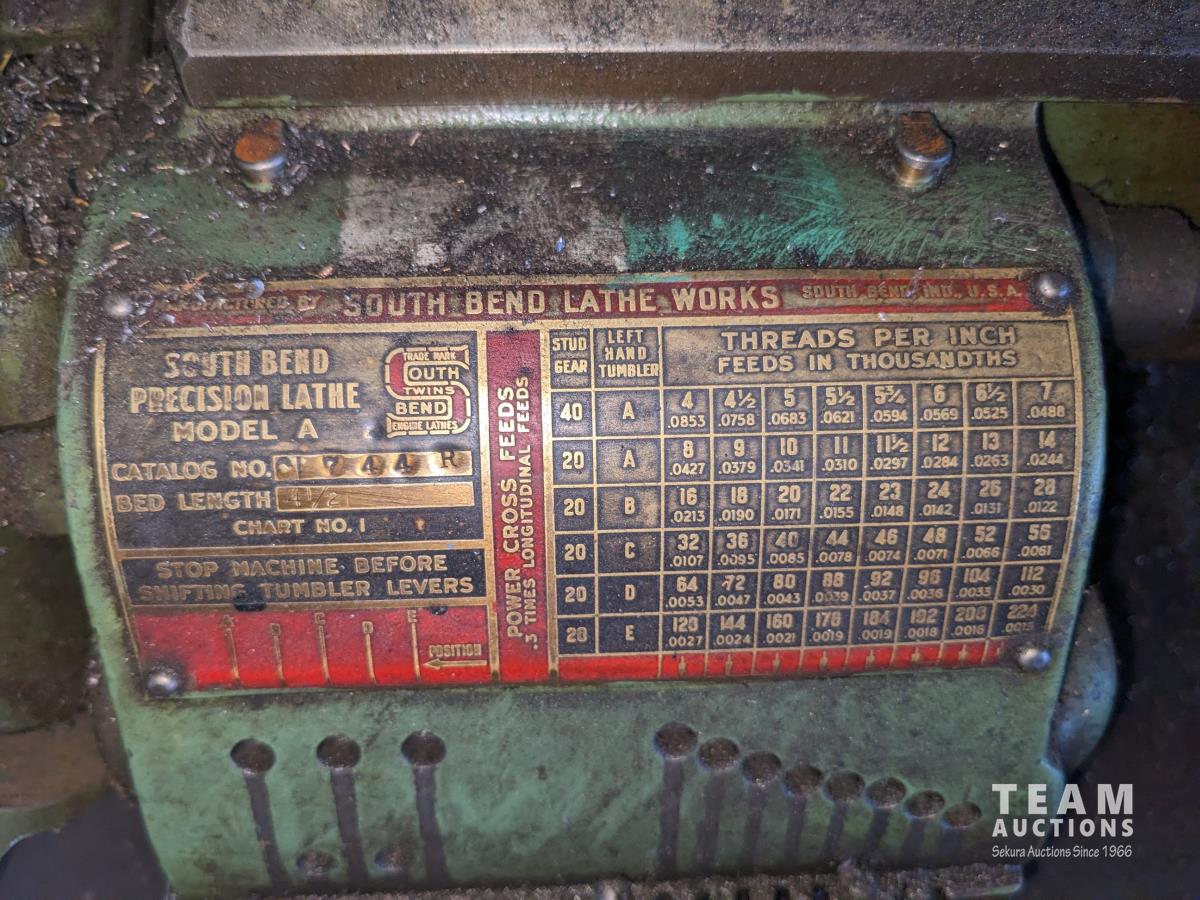 MANUFACTURED BY SOUTH BEND LATHE WORKS SOUTH BEND, IND., U.S.A.
SOUTH BEND
PRECISION LATHE
MODEL A
TRADE MARK
SOUTH
TWINS
BEND
ENGINE LATHES
CATALOG NO. 744 R
BED LENGTH 4 1/2
CHART NO. 1
STOP MACHINE BEFORE
SHIFTING TUMBLER LEVERS
A B C D E
POSITION
POWER CROSS FEEDS
.3 TIMES LONGITUDINAL FEEDS
STUD GEAR LEFT HAND TUMBLER THREADS PER INCH
FEEDS IN THOUSANDTHS
40 A 4 4½ 5 5½ 5¾ 6 6½ 7
.0853 .0758 .0683 .0621 .0594 .0569 .0525 .0488
20 A 8 9 10 11 11½ 12 13 14
.0427 .0379 .0341 .0310 .0297 .0284 .0263 .0244
20 B 16 18 20 22 23 24 26 28
.0213 .0190 .0171 .0155 .0148 .0142 .0131 .0122
20 C 32 36 40 44 46 48 52 56
.0107 .0095 .0085 .0078 .0074 .0071 .0066 .0061
20 D 64 72 80 88 92 96 104 112
.0053 .0047 .0043 .0039 .0037 .0036 .0033 .0030
20 E 128 144 160 176 184 192 208 224
.0027 .0024 .0021 .0019 .0019 .0018 .0016 .0015
TEAM
AUCTIONS
Sekura Auctions Since 1966